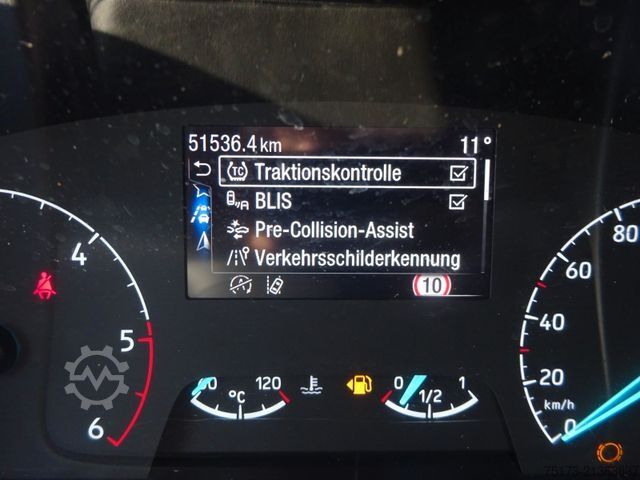 51536.4 km 11°
TC Traktionskontrolle
BLIS
Pre-Collision-Assist
Verkehrsschilderkennung
10
4
5
6
60 °C 120
0 1/2 1
80
60
40
20
km/h
0